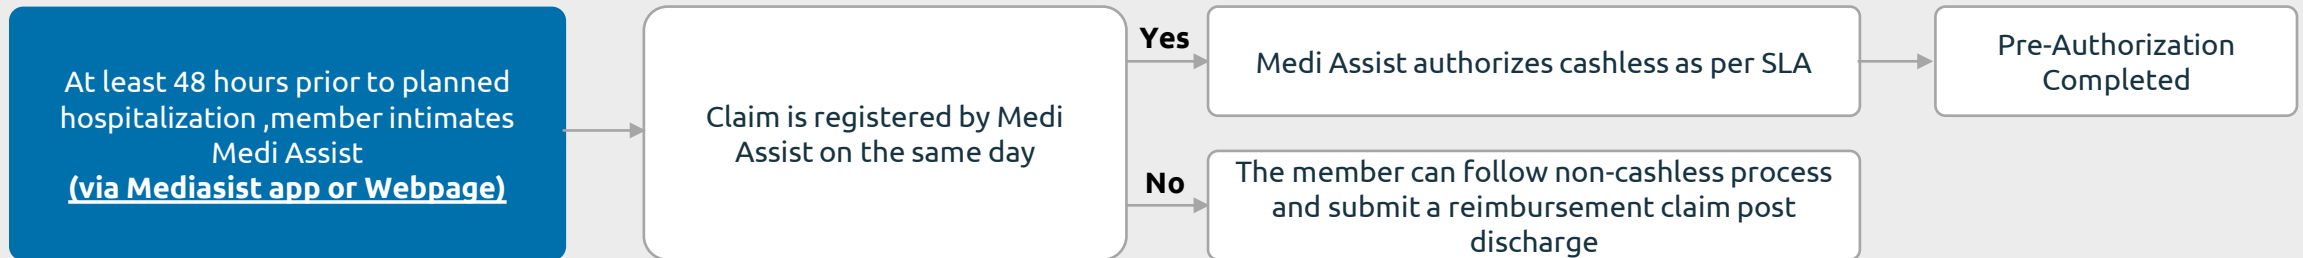 At least 48 hours prior to planned
hospitalization ,member intimates
Medi Assist
(via Mediasist app or Webpage)
Claim is registered by Medi
Assist on the same day
Yes
Medi Assist authorizes cashless as per SLA
Pre-Authorization
Completed
No
The member can follow non-cashless process
and submit a reimbursement claim post
discharge